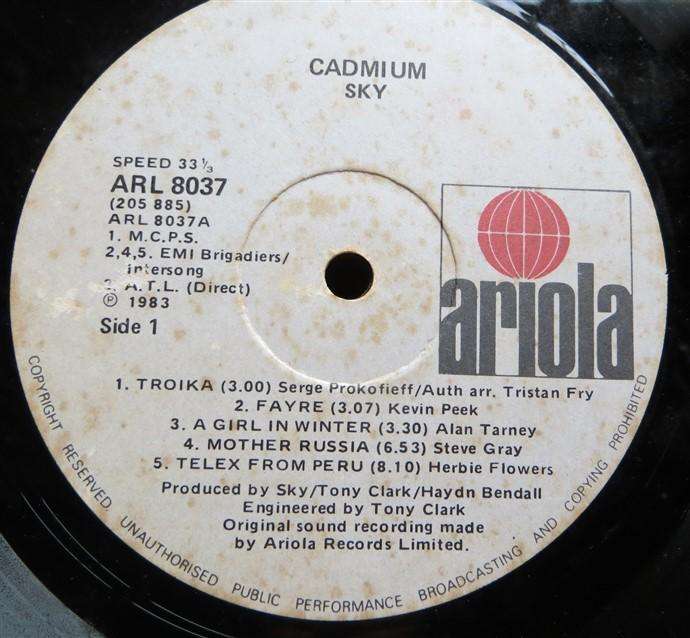 CADMIUM
SKY
SPEED 33 ⅓
ARL 8037
(205 885)
ARL 8037A
1. M.C.P.S.
2,4,5. EMI Brigadiers/
Intersong
3. A.T.L. (Direct)
℗ 1983
Side 1
ariola
1. TROIKA (3.00) Serge Prokofieff/Auth arr. Tristan Fry
2. FAYRE (3.07) Kevin Peek
3. A GIRL IN WINTER (3.30) Alan Tarney
4. MOTHER RUSSIA (6.53) Steve Gray
5. TELEX FROM PERU (8.10) Herbie Flowers
Produced by Sky/Tony Clark/Haydn Bendall
Engineered by Tony Clark
Original sound recording made
by Ariola Records Limited.
COPYRIGHT RESERVED UNAUTHORISED PUBLIC PERFORMANCE BROADCASTING AND COPYING PROHIBITED